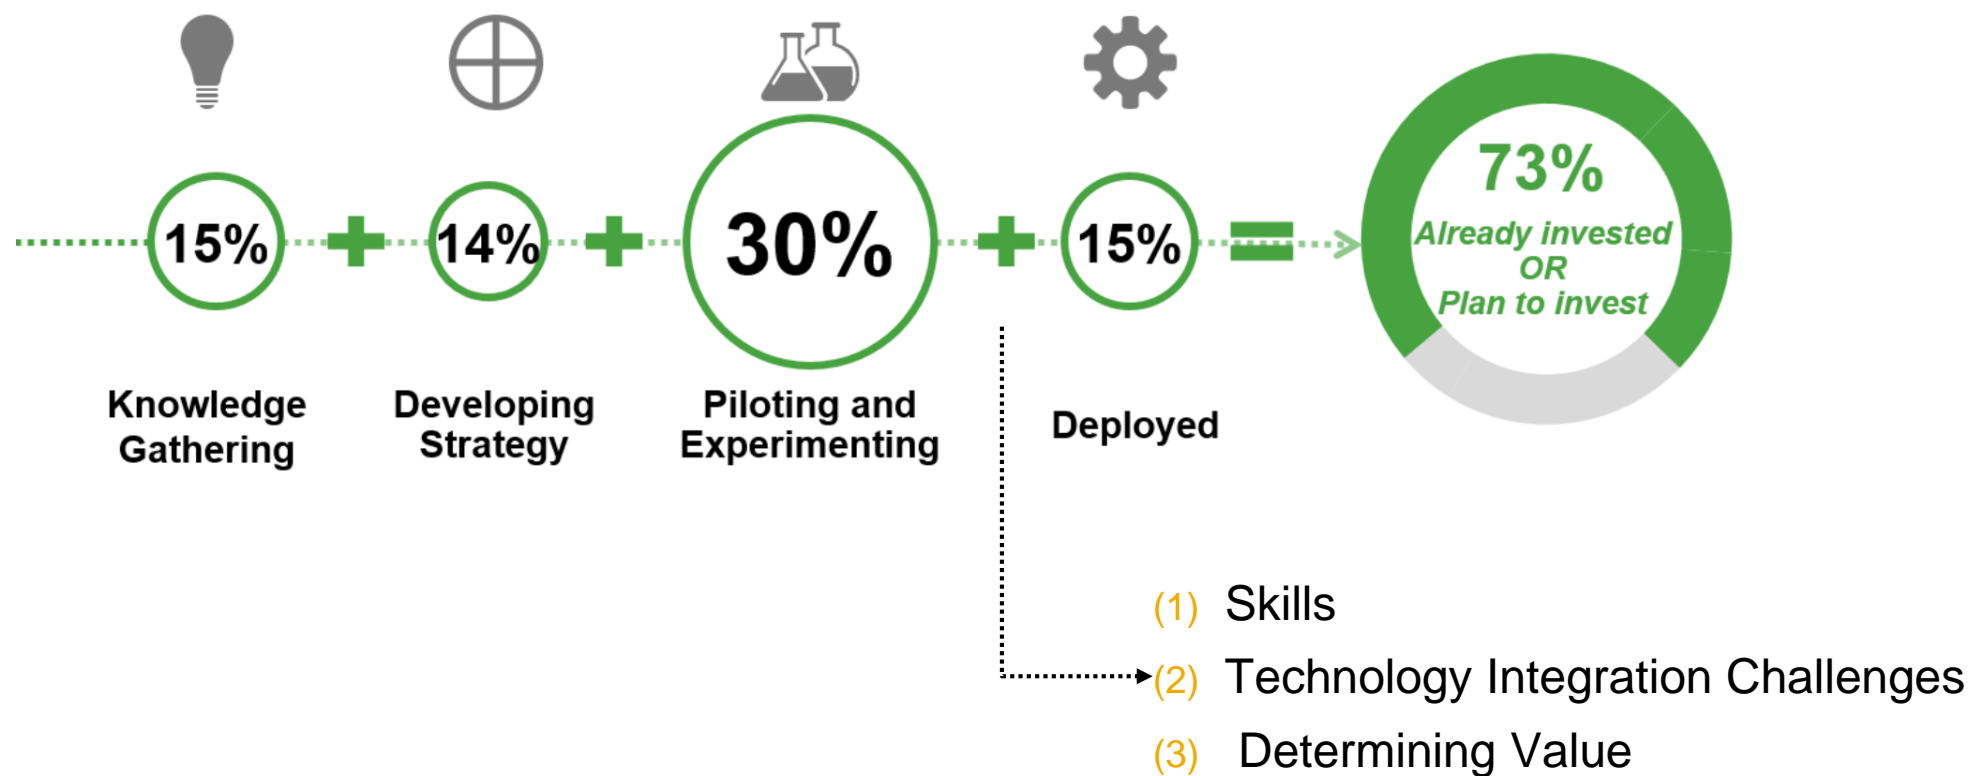 15%
14%
30%
15%
73%
Already invested
OR
Plan to invest
Knowledge
Gathering
Developing
Strategy
Piloting and
Experimenting
Deployed
(1) Skills
(2) Technology Integration Challenges
(3) Determining Value